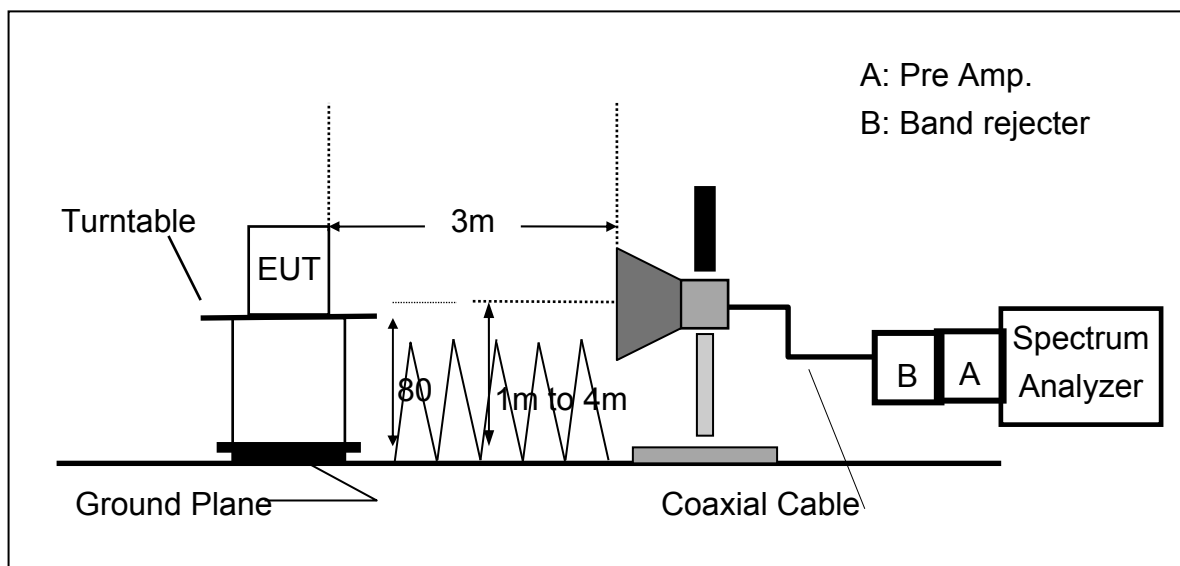 A: Pre Amp.
B: Band rejecter
Turntable
3m
EUT
80
1m to 4m
B
A
Spectrum
Analyzer
Ground Plane
Coaxial Cable